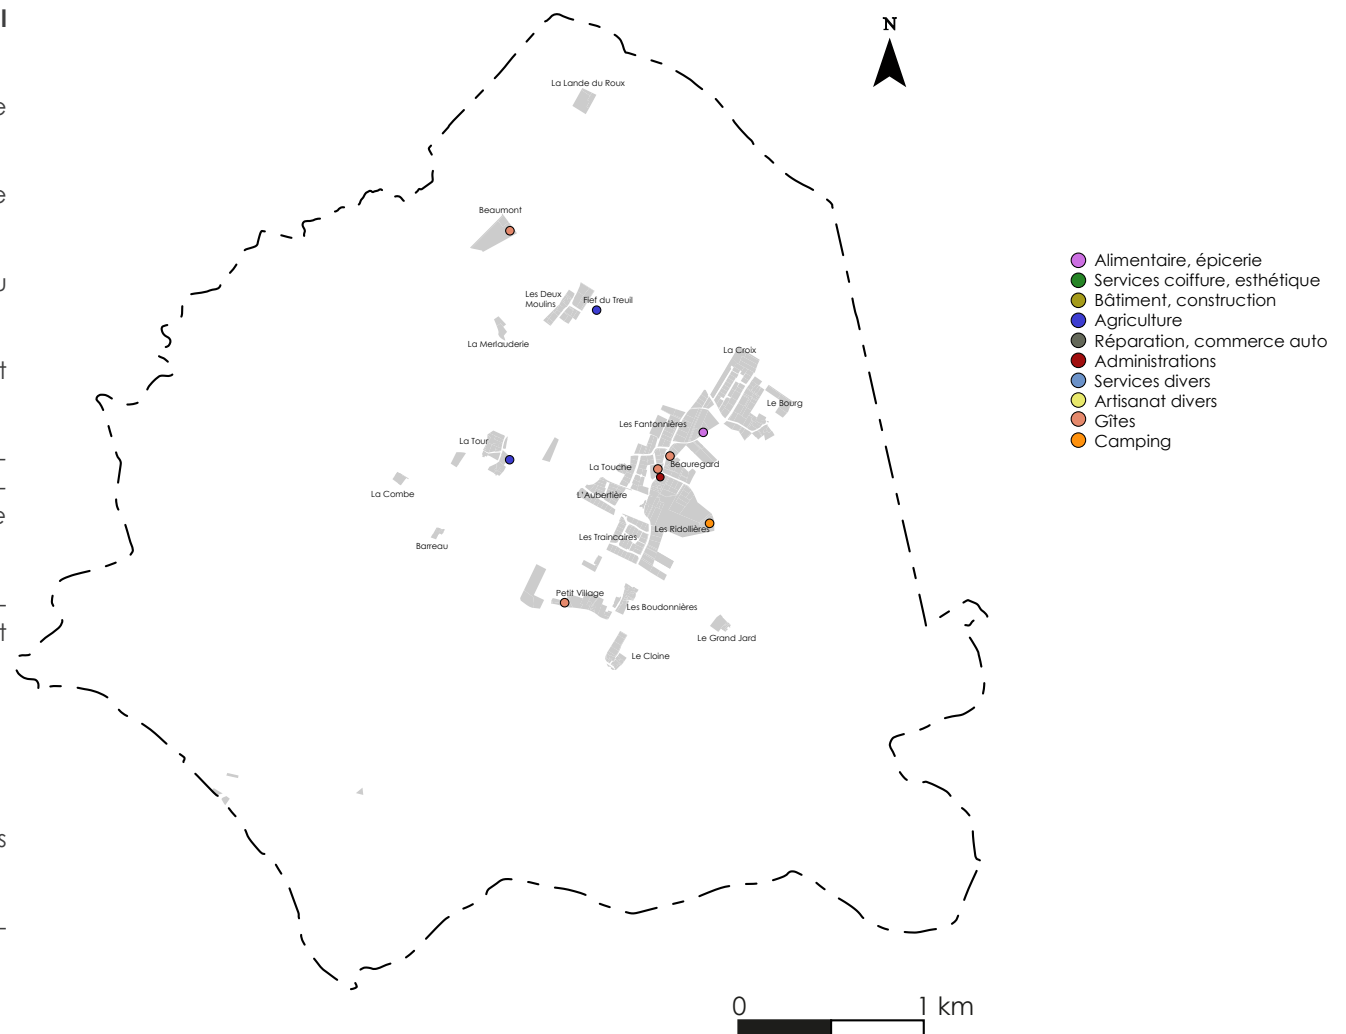 l
e
N
La Lande du Roux
e
Beaumont
Alimentaire, épicerie
Services coiffure, esthétique
u
Les Deux
Moulins
Fief du Treuil
Bâtiment, construction
Agriculture
La Merlauderie
Réparation, commerce auto
La Croix
Administrations
t
Services divers
Le Bourg
Artisanat divers
Les Fantonnières
Gîtes
La Tour
Camping
–
Beauregard
La Touche
–
La Combe
L'Aubertière
e
Les Ridollières
Les Traincaires
Barreau
Petit Village
–
Les Boudonnières
t
Le Grand Jard
Le Cloine
s
–
0 1 km